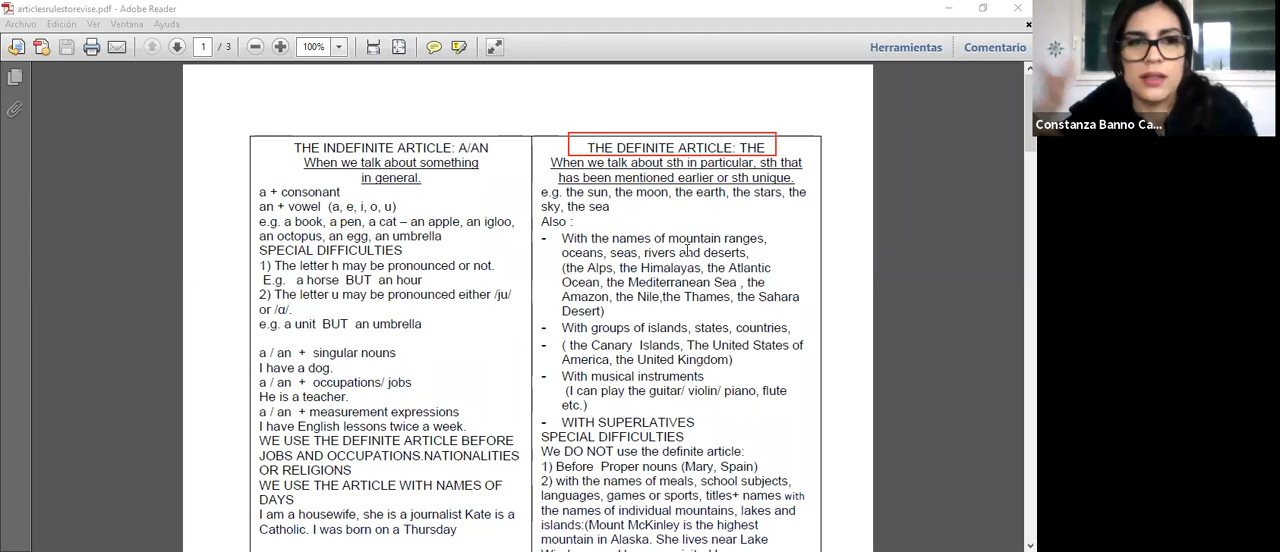 articlesrulestorevise.pdf - Adobe Reader
Archivo Edición Ver Ventana Ayuda
1 / 3 100% Herramientas Comentario
Constanza Banno Ca...
THE INDEFINITE ARTICLE: A/AN
When we talk about something
in general.
a + consonant
an + vowel (a, e, i, o, u)
e.g. a book, a pen, a cat – an apple, an igloo,
an octopus, an egg, an umbrella
SPECIAL DIFFICULTIES
1) The letter h may be pronounced or not.
E.g. a horse BUT an hour
2) The letter u may be pronounced either /ju/
or /ɑ/.
e.g. a unit BUT an umbrella
a / an + singular nouns
I have a dog.
a / an + occupations/ jobs
He is a teacher.
a / an + measurement expressions
I have English lessons twice a week.
WE USE THE DEFINITE ARTICLE BEFORE
JOBS AND OCCUPATIONS.NATIONALITIES
OR RELIGIONS
WE USE THE ARTICLE WITH NAMES OF
DAYS
I am a housewife, she is a journalist Kate is a
Catholic. I was born on a Thursday
THE DEFINITE ARTICLE: THE
When we talk about sth in particular, sth that
has been mentioned earlier or sth unique.
e.g. the sun, the moon, the earth, the stars, the
sky, the sea
Also :
- With the names of mountain ranges,
oceans, seas, rivers and deserts,
(the Alps, the Himalayas, the Atlantic
Ocean, the Mediterranean Sea , the
Amazon, the Nile,the Thames, the Sahara
Desert)
- With groups of islands, states, countries,
- ( the Canary Islands, The United States of
America, the United Kingdom)
- With musical instruments
(I can play the guitar/ violin/ piano, flute
etc.)
- WITH SUPERLATIVES
SPECIAL DIFFICULTIES
We DO NOT use the definite article:
1) Before Proper nouns (Mary, Spain)
2) with the names of meals, school subjects,
languages, games or sports, titles+ names with
the names of individual mountains, lakes and
islands:(Mount McKinley is the highest
mountain in Alaska. She lives near Lake